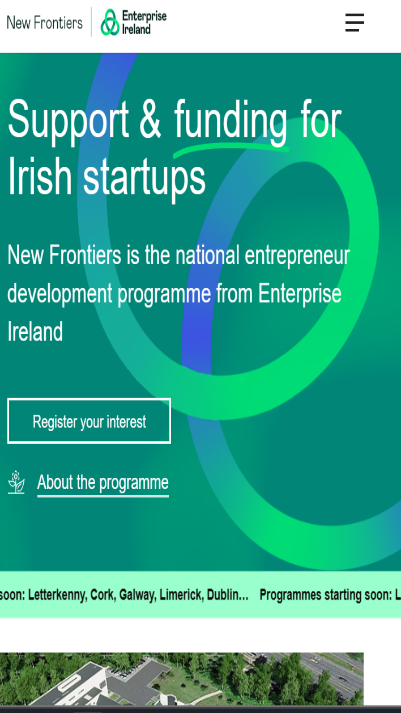 New Frontiers
Enterprise
Ireland
Support & funding for
Irish startups
New Frontiers is the national entrepreneur
development programme from Enterprise
Ireland
Register your interest
About the programme
soon: Letterkenny, Cork, Galway, Limerick, Dublin... Programmes starting soon: L